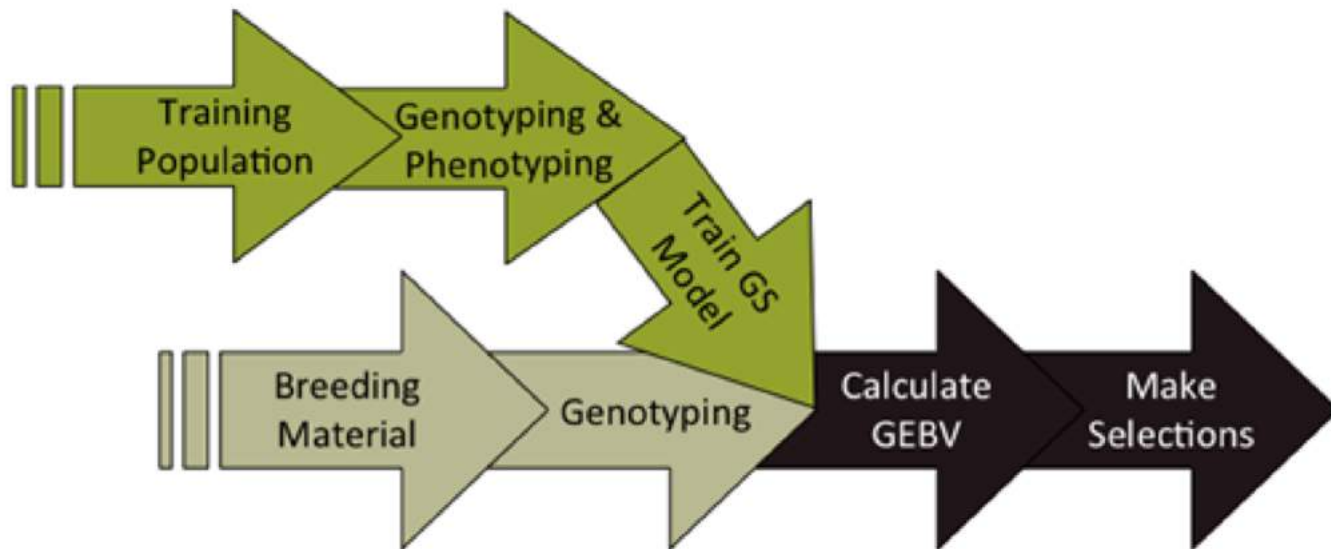 Training
Population
Genotyping &
Phenotyping
Train GS
Model
Breeding
Material
Genotyping
Calculate
GEBV
Make
Selections